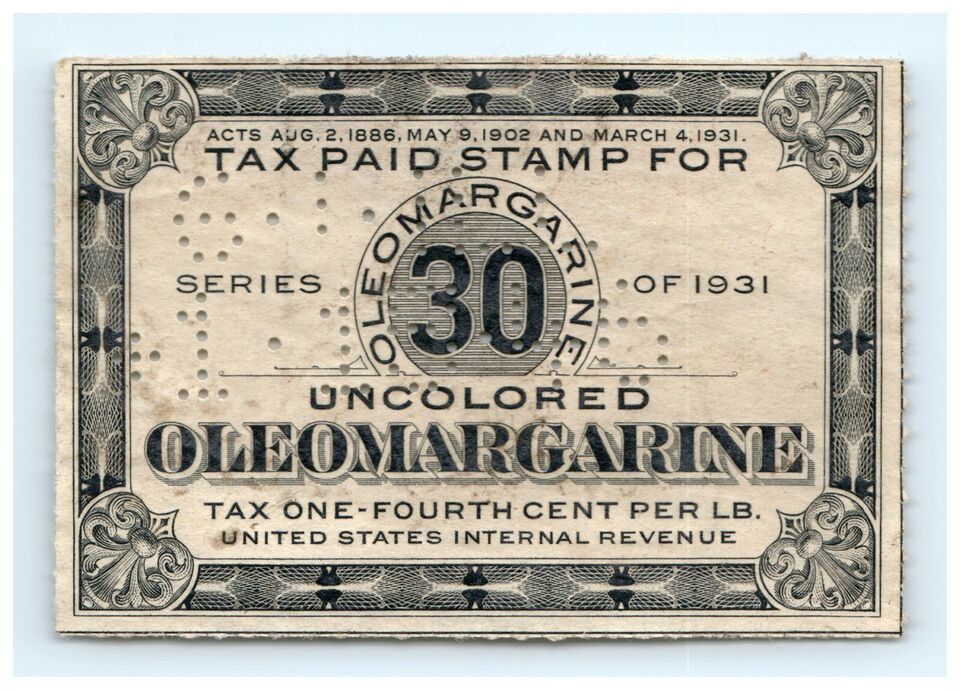 ACTS AUG. 2, 1886, MAY 9, 1902 AND MARCH 4, 1931.
TAX PAID STAMP FOR
OLEOMARGARINE
SERIES 30 OF 1931
UNCOLORED
OLEOMARGARINE
TAX ONE-FOURTH CENT PER LB.
UNITED STATES INTERNAL REVENUE